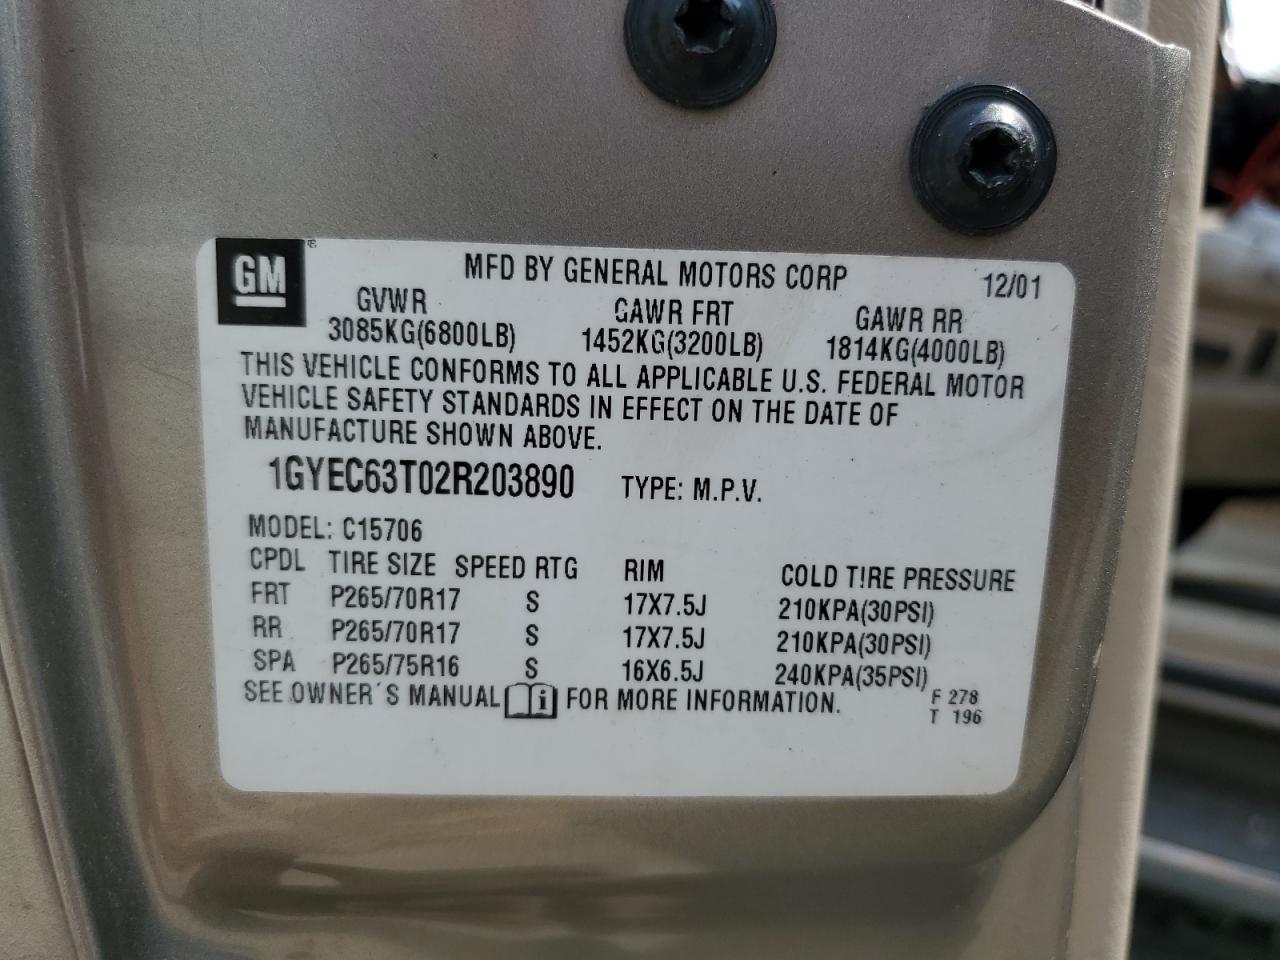 GM ®
MFD BY GENERAL MOTORS CORP 12/01
GVWR GAWR FRT GAWR RR
3085KG(6800LB) 1452KG(3200LB) 1814KG(4000LB)
THIS VEHICLE CONFORMS TO ALL APPLICABLE U.S. FEDERAL MOTOR
VEHICLE SAFETY STANDARDS IN EFFECT ON THE DATE OF
MANUFACTURE SHOWN ABOVE.
1GYEC63T02R203890 TYPE: M.P.V.
MODEL: C15706
CPDL TIRE SIZE SPEED RTG RIM COLD TIRE PRESSURE
FRT P265/70R17 S 17X7.5J 210KPA(30PSI)
RR P265/70R17 S 17X7.5J 210KPA(30PSI)
SPA P265/75R16 S 16X6.5J 240KPA(35PSI)
SEE OWNER´S MANUAL i FOR MORE INFORMATION.
F 278
T 196